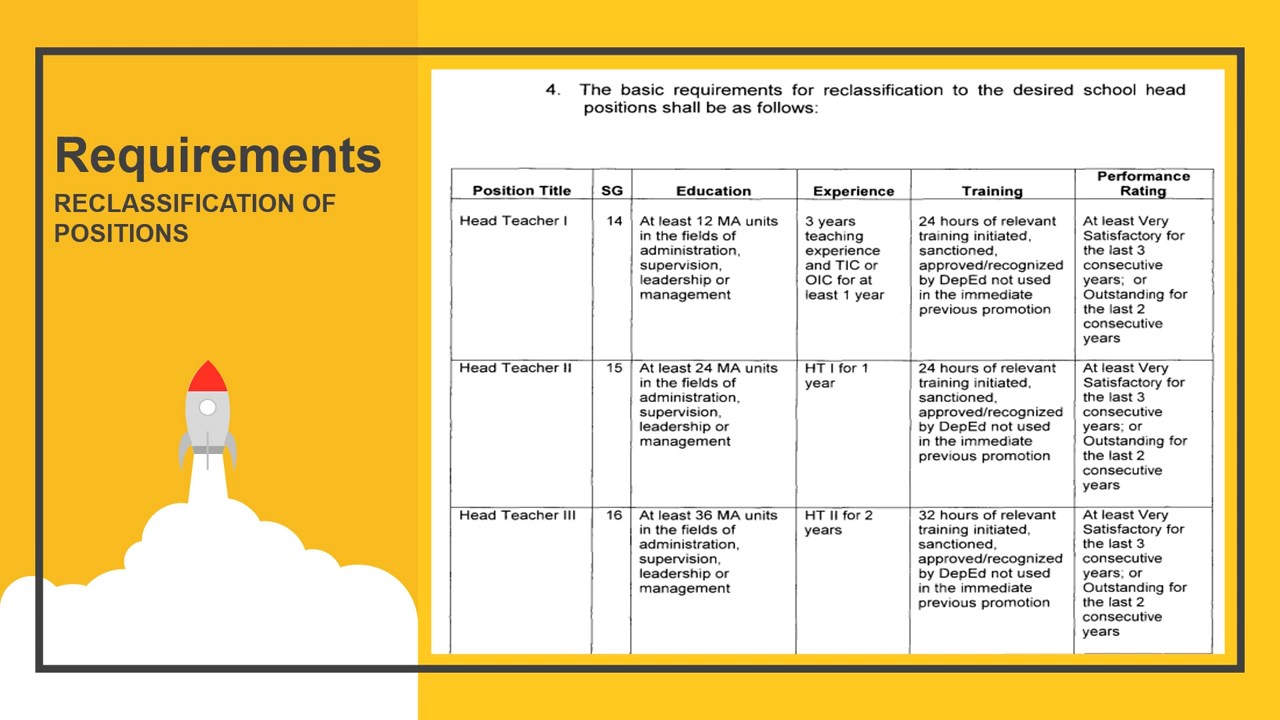 Requirements
RECLASSIFICATION OF
POSITIONS
4. The basic requirements for reclassification to the desired school head
positions shall be as follows:
Position Title SG Education Experience Training Performance Rating
Head Teacher I 14
At least 12 MA units
in the fields of
administration,
supervision,
leadership or
management
3 years
teaching
experience
and TIC or
OIC for at
least 1 year
24 hours of relevant
training initiated,
sanctioned,
approved/recognized
by DepEd not used
in the immediate
previous promotion
At least Very
Satisfactory for
the last 3
consecutive
years; or
Outstanding for
the last 2
consecutive
years
Head Teacher II 15
At least 24 MA units
in the fields of
administration,
supervision,
leadership or
management
HT I for 1
year
24 hours of relevant
training initiated,
sanctioned,
approved/recognized
by DepEd not used
in the immediate
previous promotion
At least Very
Satisfactory for
the last 3
consecutive
years; or
Outstanding for
the last 2
consecutive
years
Head Teacher III 16
At least 36 MA units
in the fields of
administration,
supervision,
leadership or
management
HT II for 2
years
32 hours of relevant
training initiated,
sanctioned,
approved/recognized
by DepEd not used
in the immediate
previous promotion
At least Very
Satisfactory for
the last 3
consecutive
years; or
Outstanding for
the last 2
consecutive
years